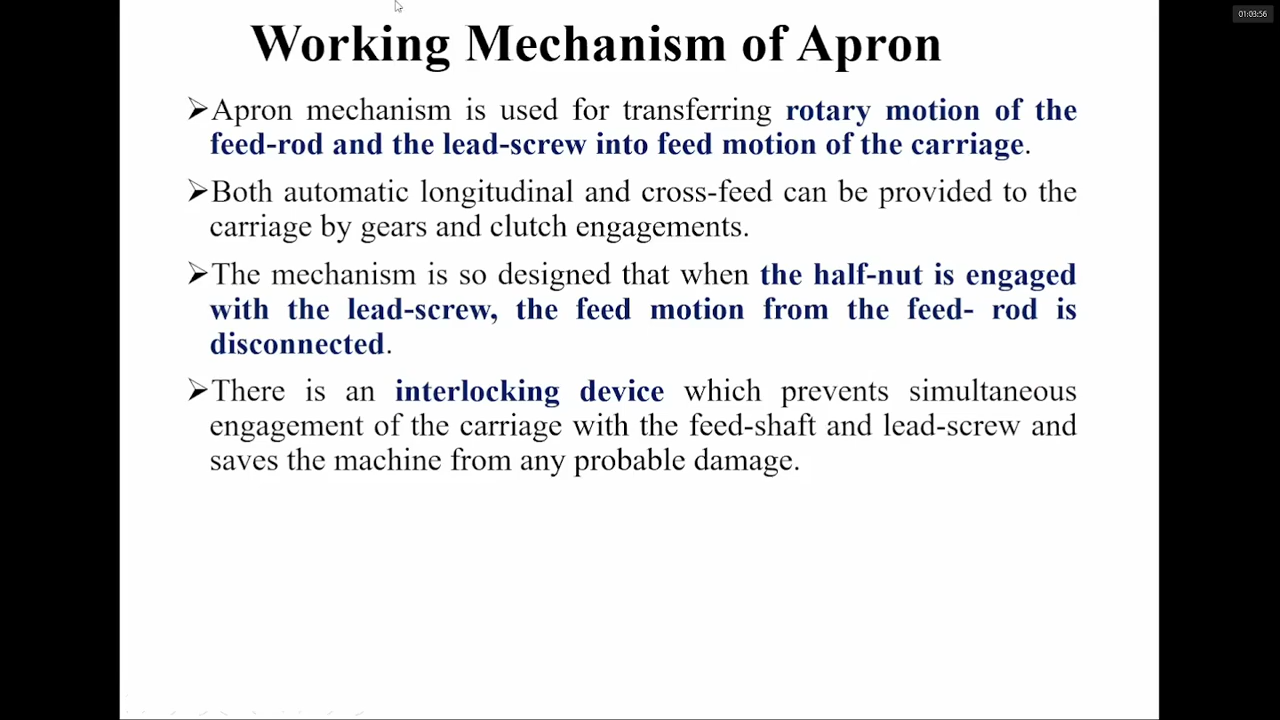 01:03:56
Working Mechanism of Apron
➢Apron mechanism is used for transferring rotary motion of the
feed-rod and the lead-screw into feed motion of the carriage.
➢Both automatic longitudinal and cross-feed can be provided to the
carriage by gears and clutch engagements.
➢The mechanism is so designed that when the half-nut is engaged
with the lead-screw, the feed motion from the feed- rod is
disconnected.
➢There is an interlocking device which prevents simultaneous
engagement of the carriage with the feed-shaft and lead-screw and
saves the machine from any probable damage.